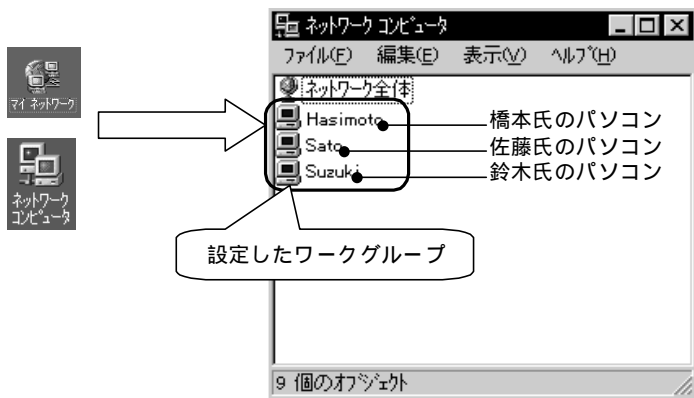 マイ ネットワーク
ネットワーク
コンピュータ
ネットワーク コンピュータ
ファイル(F) 編集(E) 表示(V) ヘルプ(H)
ネットワーク全体
Hasimoto
橋本氏のパソコン
Sato
佐藤氏のパソコン
Suzuki
鈴木氏のパソコン
設定したワークグループ
9 個のオブジェクト